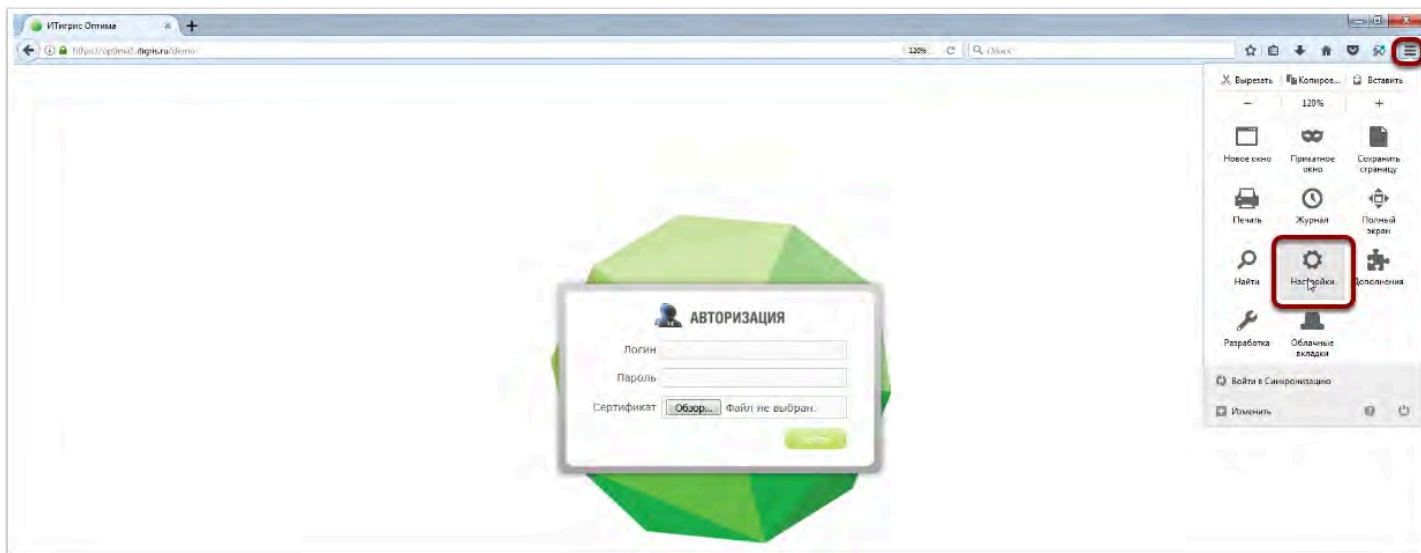 ИТигрис Оптима
https://optima1.itigris.ru/demo
120%
Поиск
Вырезать
Копиров...
Вставить
120%
Новое окно
Приватное
окно
Сохранить
страницу
Печать
Журнал
Полный
экран
Найти
Настройки
Дополнения
Разработка
Облачные
вкладки
Войти в Синхронизацию
Изменить
АВТОРИЗАЦИЯ
Логин
Пароль
Сертификат
Обзор...
Файл не выбран.
войти